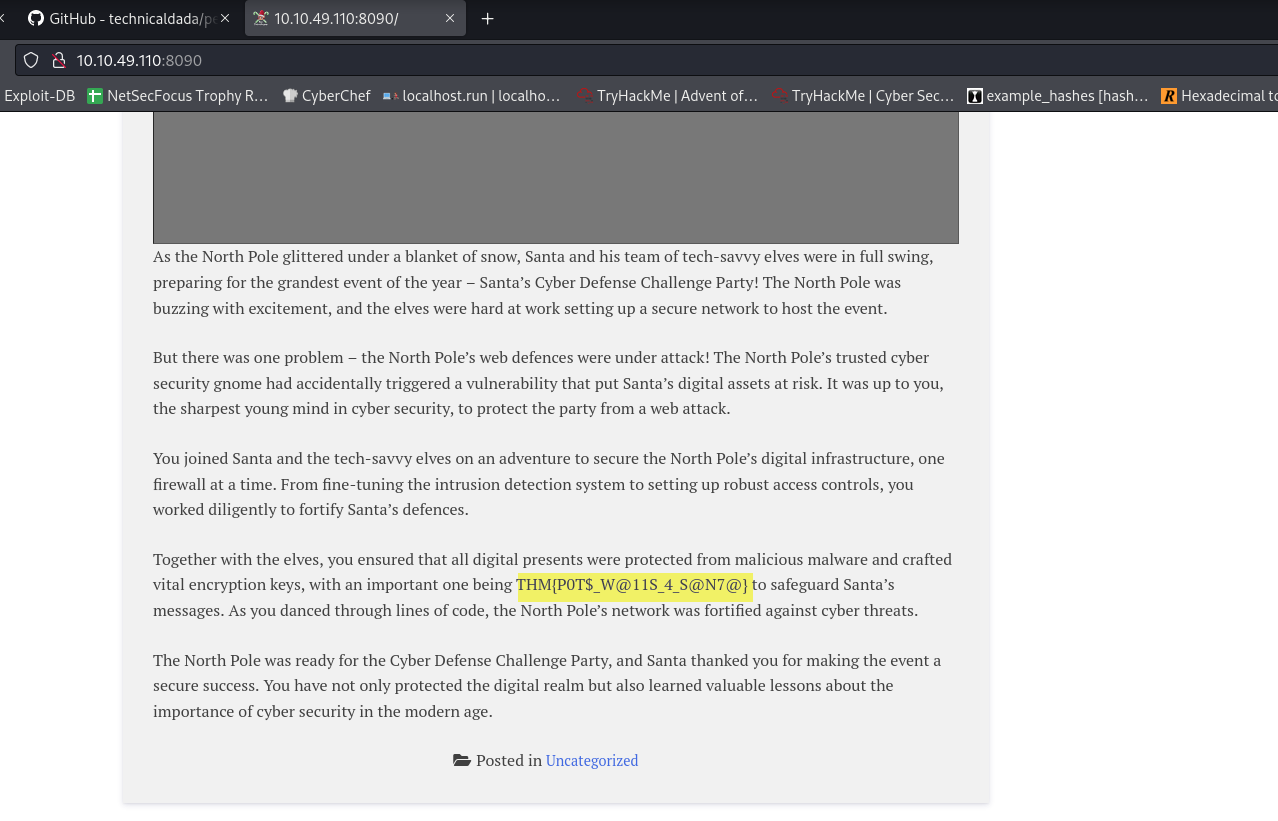 GitHub - technicaldada/pe
10.10.49.110:8090/
10.10.49.110:8090
Exploit-DB NetSecFocus Trophy R… CyberChef localhost.run | localho… TryHackMe | Advent of… TryHackMe | Cyber Sec… example_hashes [hash… Hexadecimal to
As the North Pole glittered under a blanket of snow, Santa and his team of tech-savvy elves were in full swing,
preparing for the grandest event of the year – Santa’s Cyber Defense Challenge Party! The North Pole was
buzzing with excitement, and the elves were hard at work setting up a secure network to host the event.
But there was one problem – the North Pole’s web defences were under attack! The North Pole’s trusted cyber
security gnome had accidentally triggered a vulnerability that put Santa’s digital assets at risk. It was up to you,
the sharpest young mind in cyber security, to protect the party from a web attack.
You joined Santa and the tech-savvy elves on an adventure to secure the North Pole’s digital infrastructure, one
firewall at a time. From fine-tuning the intrusion detection system to setting up robust access controls, you
worked diligently to fortify Santa’s defences.
Together with the elves, you ensured that all digital presents were protected from malicious malware and crafted
vital encryption keys, with an important one being THM{P0T$_W@11S_4_S@N7@} to safeguard Santa’s
messages. As you danced through lines of code, the North Pole’s network was fortified against cyber threats.
The North Pole was ready for the Cyber Defense Challenge Party, and Santa thanked you for making the event a
secure success. You have not only protected the digital realm but also learned valuable lessons about the
importance of cyber security in the modern age.
Posted in Uncategorized